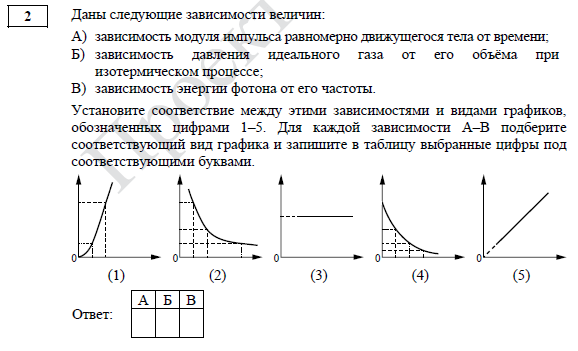 2
Даны следующие зависимости величин:
А) зависимость модуля импульса равномерно движущегося тела от времени;
Б) зависимость давления идеального газа от его объёма при
изотермическом процессе;
В) зависимость энергии фотона от его частоты.
Установите соответствие между этими зависимостями и видами графиков,
обозначенных цифрами 1–5. Для каждой зависимости А–В подберите
соответствующий вид графика и запишите в таблицу выбранные цифры под
соответствующими буквами.
0 0 0 0 0
(1) (2) (3) (4) (5)
Ответ:
А Б В
Проект